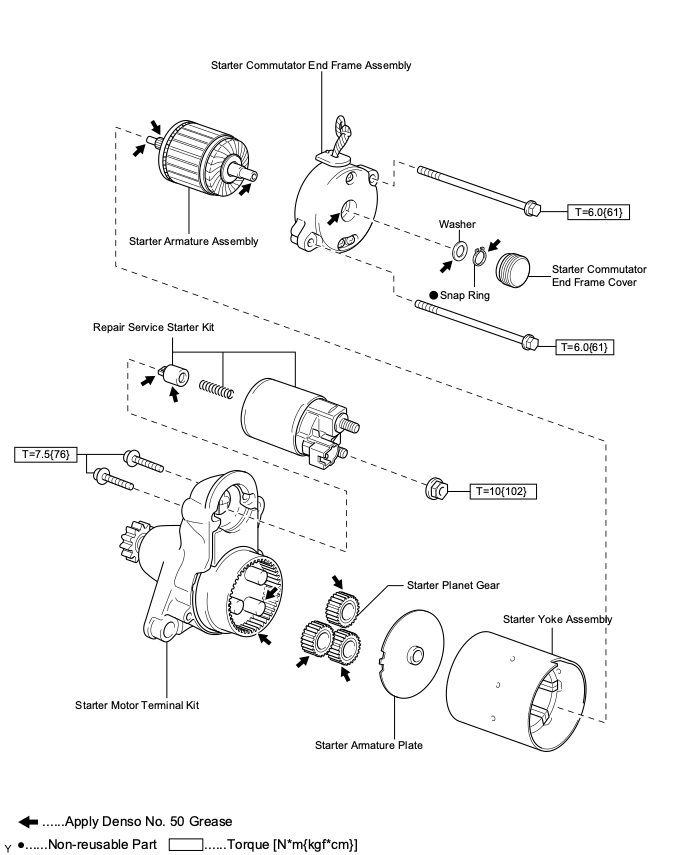 Starter Commutator End Frame Assembly
T=6.0{61}
Washer
Starter Armature Assembly
Starter Commutator
End Frame Cover
●Snap Ring
Repair Service Starter Kit
T=6.0{61}
T=7.5{76}
T=10{102}
Starter Planet Gear
Starter Yoke Assembly
Starter Motor Terminal Kit
Starter Armature Plate
......Apply Denso No. 50 Grease
Y ●......Non-reusable Part ......Torque [N*m{kgf*cm}]